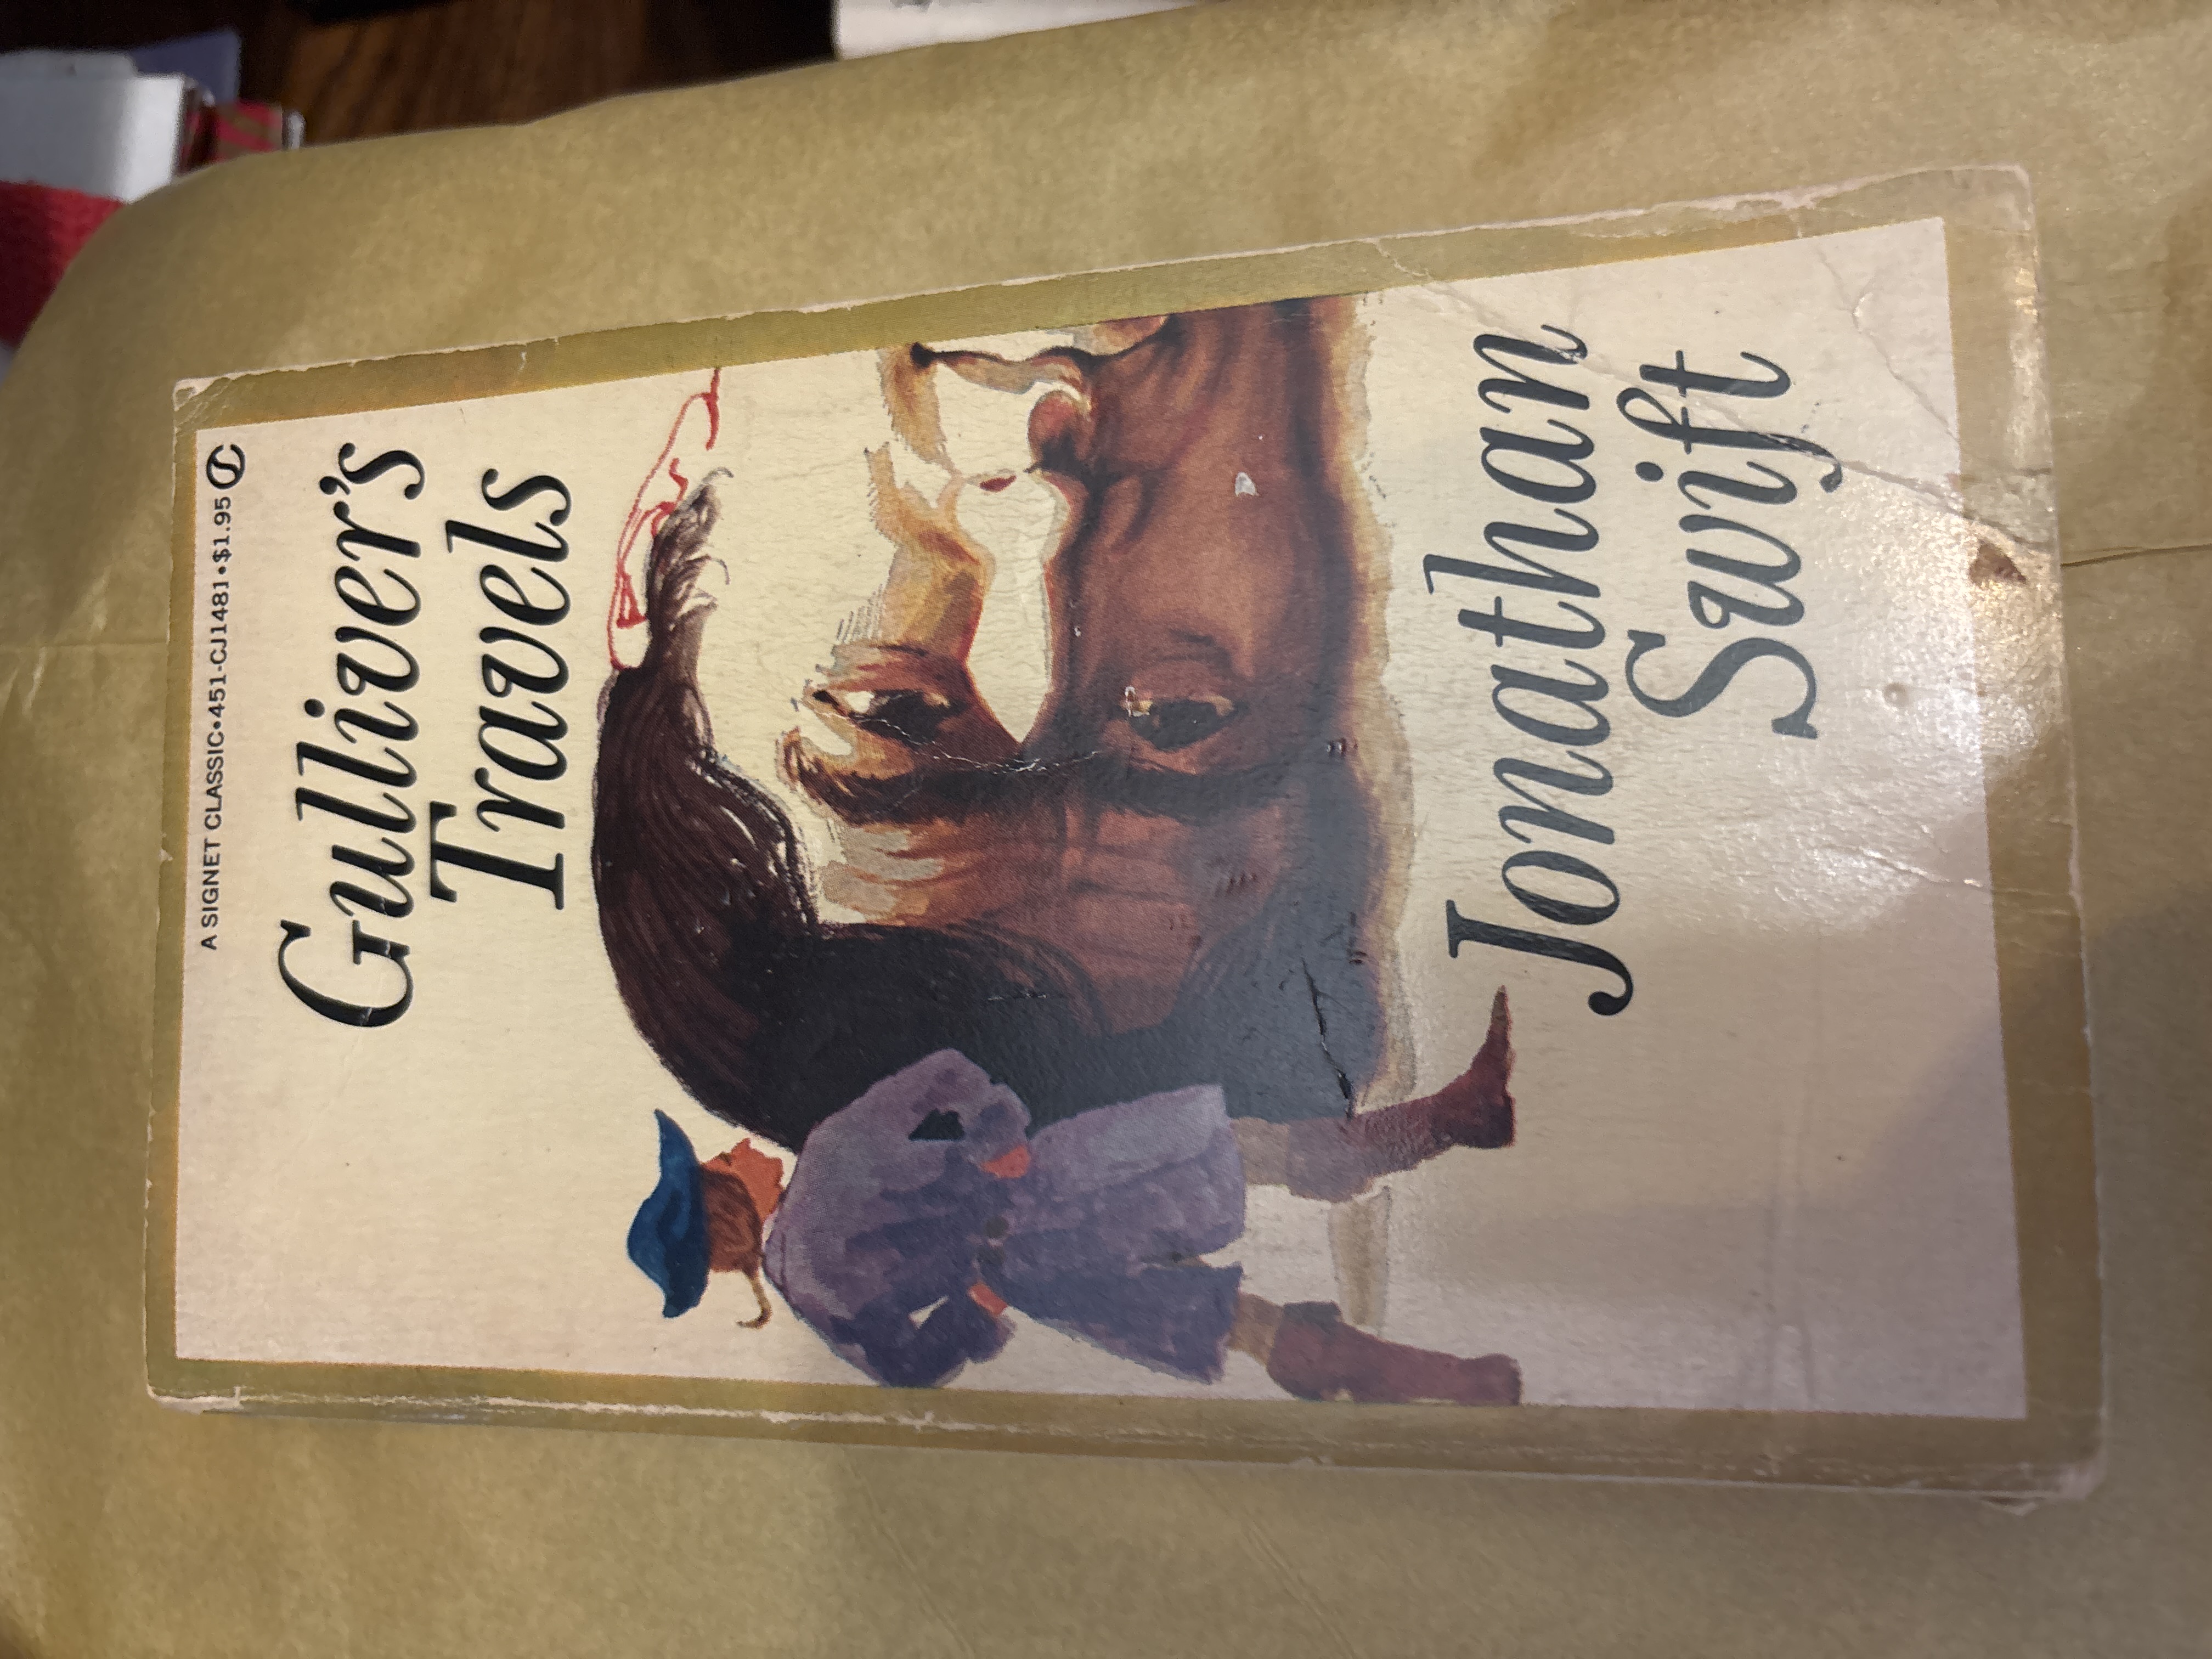 A SIGNET CLASSIC•451-CJ1481•$1.95
Gulliver's
Travels
Jonathan
Swift